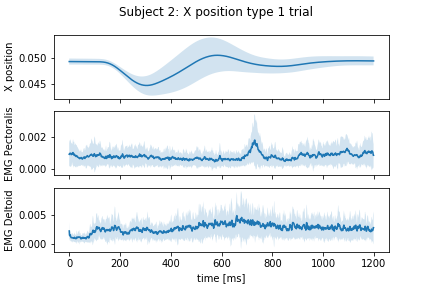 Subject 2: X position type 1 trial
X position
0.050
0.045
EMG Pectoralis
0.002
0.000
EMG Deltoid
0.005
0.000
0 200 400 600 800 1000 1200
time [ms]